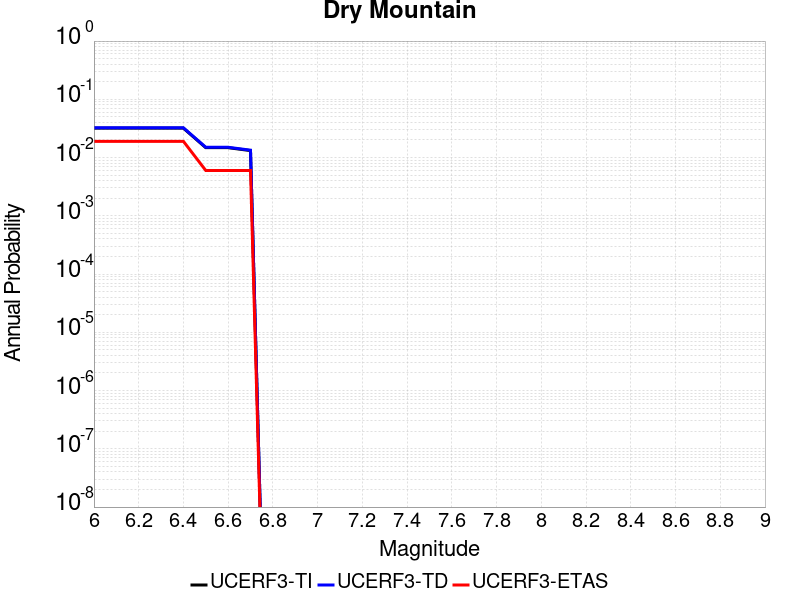 Dry Mountain
10^0
10^-1
10^-2
10^-3
10^-4
10^-5
10^-6
10^-7
10^-8
Annual Probability
6 6.2 6.4 6.6 6.8 7 7.2 7.4 7.6 7.8 8 8.2 8.4 8.6 8.8 9
Magnitude
UCERF3-TI UCERF3-TD UCERF3-ETAS